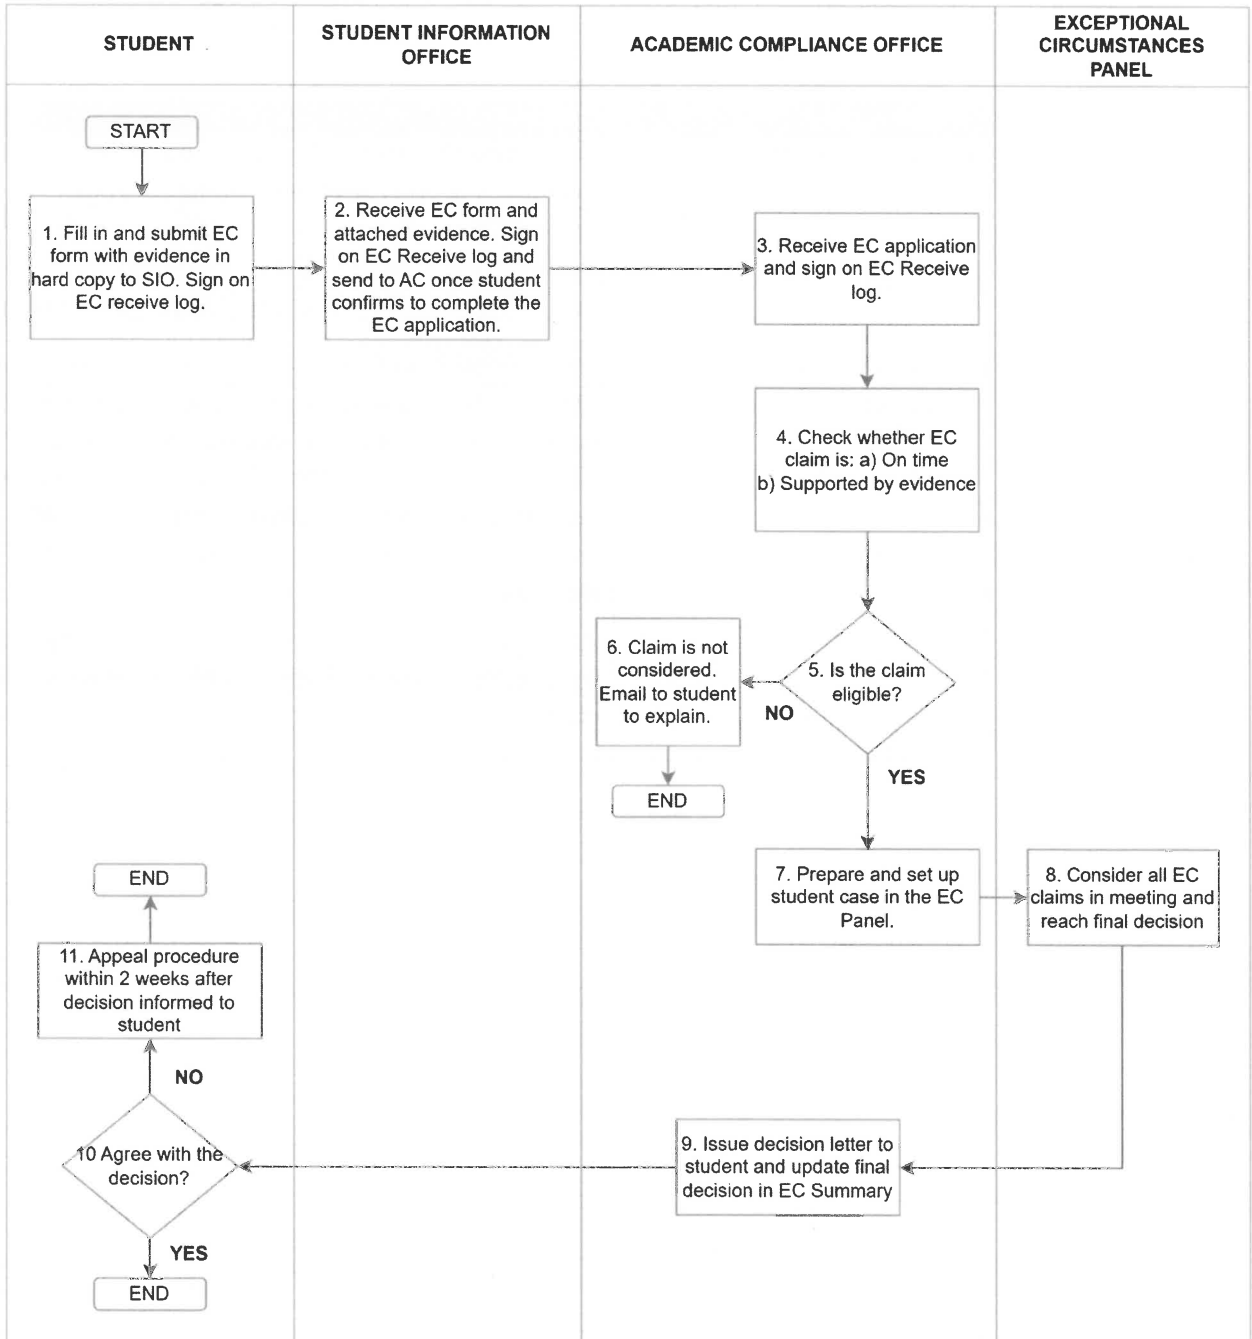 STUDENT
STUDENT INFORMATION
OFFICE
ACADEMIC COMPLIANCE OFFICE
EXCEPTIONAL
CIRCUMSTANCES
PANEL
START
1. Fill in and submit EC
form with evidence in
hard copy to SIO. Sign on
EC receive log.
2. Receive EC form and
attached evidence. Sign
on EC Receive log and
send to AC once student
confirms to complete the
EC application.
3. Receive EC application
and sign on EC Receive
log.
4. Check whether EC
claim is: a) On time
b) Supported by evidence
5. Is the claim
eligible?
NO
6. Claim is not
considered.
Email to student
to explain.
END
YES
7. Prepare and set up
student case in the EC
Panel.
8. Consider all EC
claims in meeting and
reach final decision
9. Issue decision letter to
student and update final
decision in EC Summary
10 Agree with the
decision?
NO
11. Appeal procedure
within 2 weeks after
decision informed to
student
END
YES
END